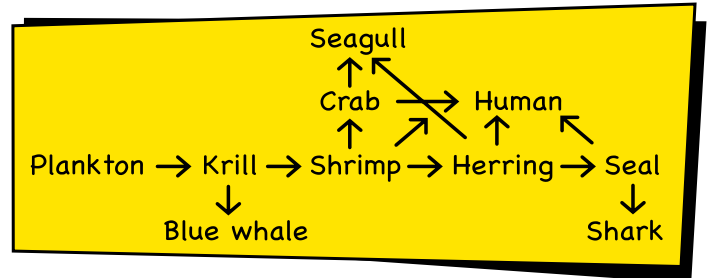 Seagull
Crab Human
Plankton Krill Shrimp Herring Seal
Blue whale Shark